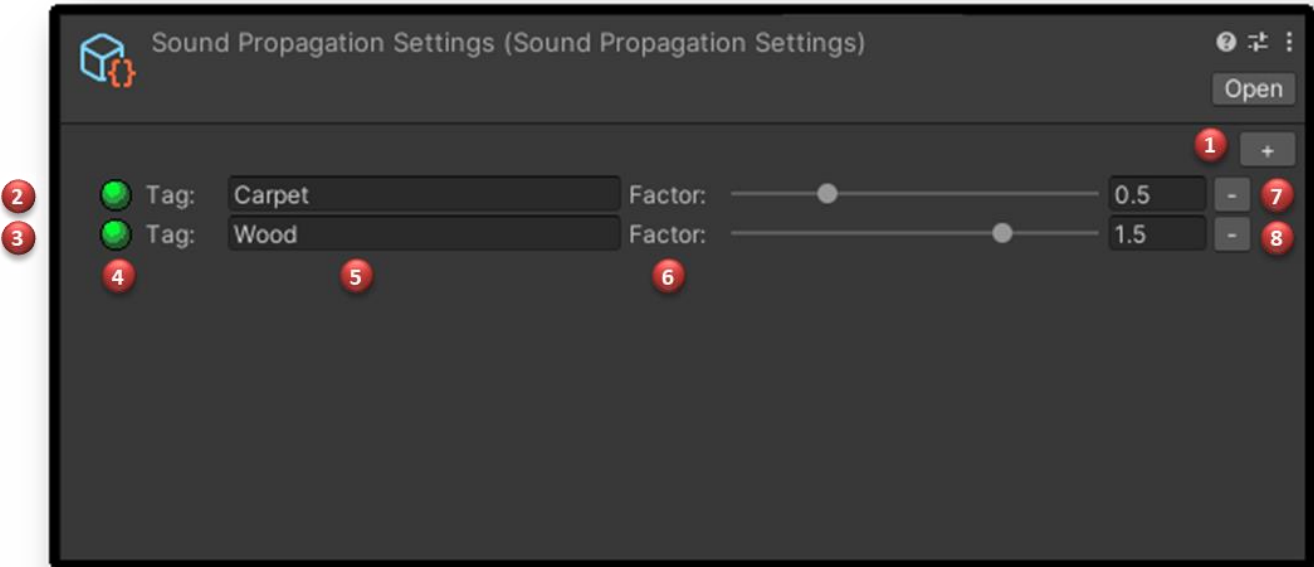 Sound Propagation Settings (Sound Propagation Settings)
Open
1 +
2 Tag: Carpet Factor: 0.5 - 7
3 Tag: Wood Factor: 1.5 - 8
4 5 6